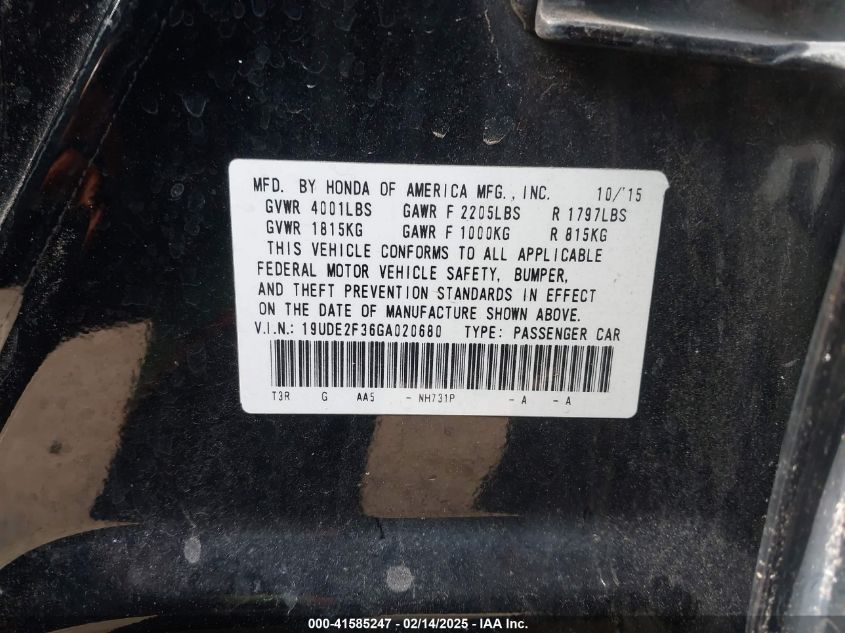 MFD. BY HONDA OF AMERICA MFG., INC. 10/'15
GVWR 4001LBS GAWR F 2205LBS R 1797LBS
GVWR 1815KG GAWR F 1000KG R 815KG
THIS VEHICLE CONFORMS TO ALL APPLICABLE
FEDERAL MOTOR VEHICLE SAFETY, BUMPER,
AND THEFT PREVENTION STANDARDS IN EFFECT
ON THE DATE OF MANUFACTURE SHOWN ABOVE.
V.I.N.: 19UDE2F36GA020680 TYPE: PASSENGER CAR
T3R G AA5 - NH731P - A - A
000-41585247 - 02/14/2025 - IAA Inc.